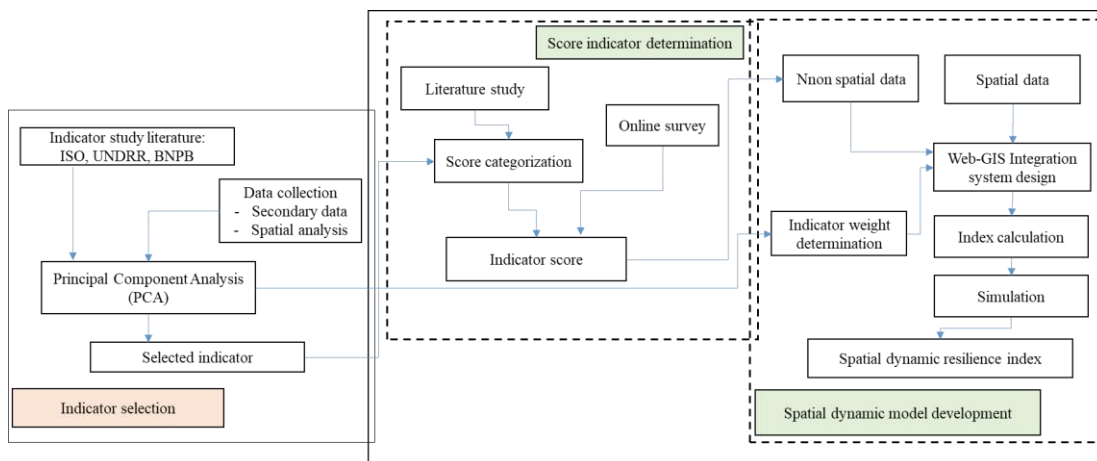 Indicator study literature:
ISO, UNDRR, BNPB
Data collection
- Secondary data
- Spatial analysis
Principal Component Analysis
(PCA)
Selected indicator
Indicator selection
Score indicator determination
Literature study
Online survey
Score categorization
Indicator score
Nnon spatial data
Spatial data
Web-GIS Integration
system design
Indicator weight
determination
Index calculation
Simulation
Spatial dynamic resilience index
Spatial dynamic model development